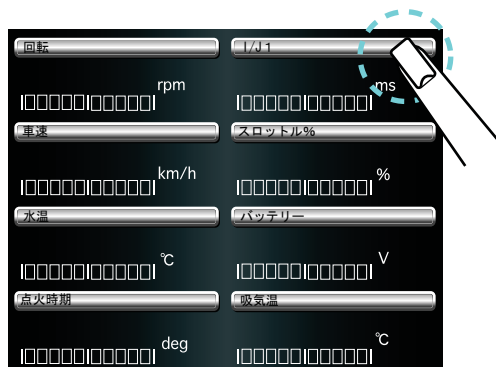 回転
I/J1
rpm
ms
車速
スロットル%
km/h
%
水温
バッテリー
℃
V
点火時期
吸気温
deg
℃